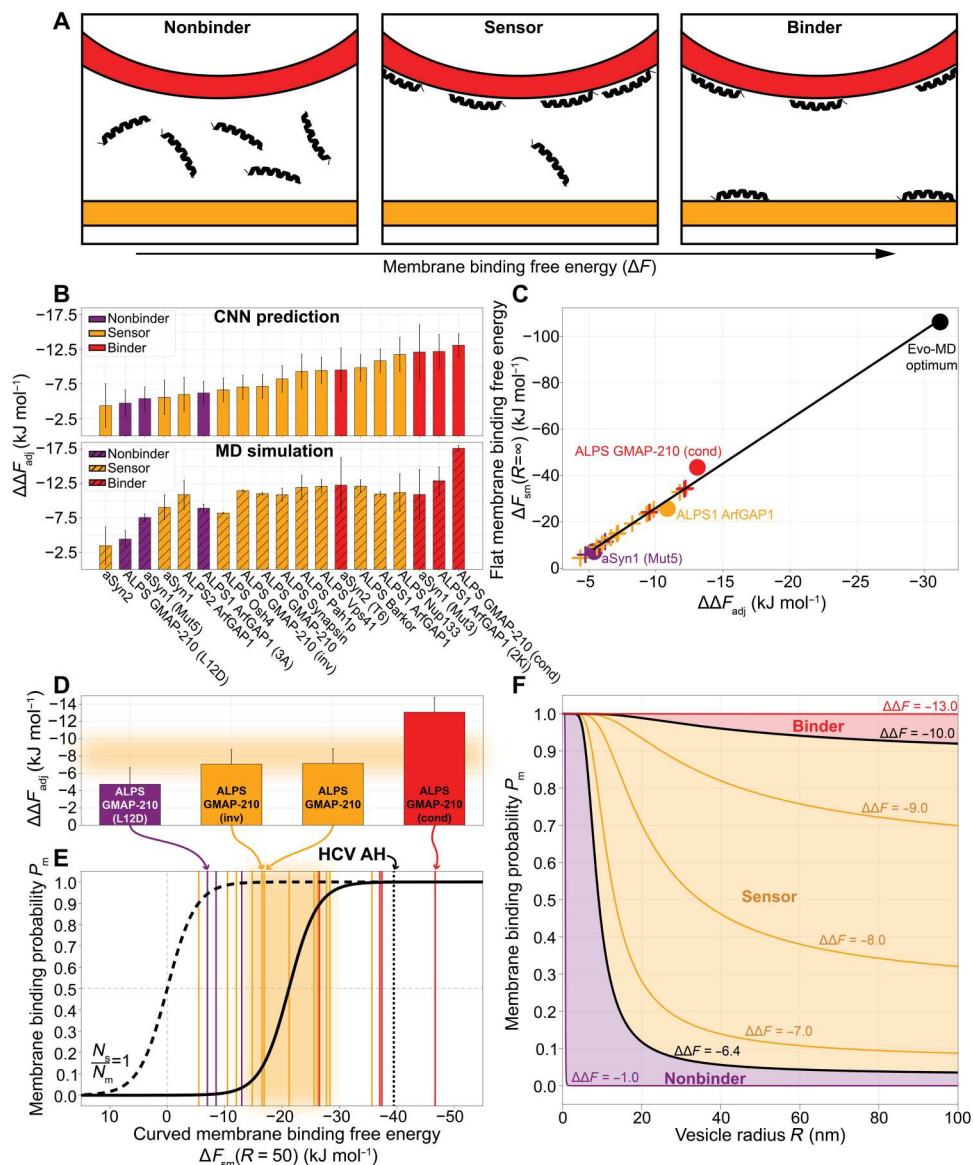 A
Nonbinder
Sensor
Binder
Membrane binding free energy (ΔF)
B
CNN prediction
Nonbinder
Sensor
Binder
−17.5
−12.5
−7.5
−2.5
MD simulation
Nonbinder
Sensor
Binder
−17.5
−12.5
−7.5
−2.5
ΔΔF_adj (kJ mol⁻¹)
aSyn2
ALPS GMAP-210 (L12D)
aSyn1 (Mut5)
aSyn1
ALPS2 ArfGAP1
ALPS1 ArfGAP1 (3A)
ALPS Osh4
ALPS GMAP-210 (inv)
ALPS GMAP-210
ALPS Synapsin
ALPS Pah1p
ALPS Vps41
aSyn2 (T6)
ALPS Barkor
ALPS1 ArfGAP1
ALPS Nup133
aSyn1 (Mut3)
ALPS1 ArfGAP1 (2Ki)
ALPS GMAP-210 (cond)
C
Flat membrane binding free energy
ΔF_sm(R=∞) (kJ mol⁻¹)
−100
−80
−60
−40
−20
0
Evo-MD
optimum
ALPS GMAP-210 (cond)
ALPS1 ArfGAP1
aSyn1 (Mut5)
−5 −10 −15 −20 −25 −30
ΔΔF_adj (kJ mol⁻¹)
D
ΔΔF_adj (kJ mol⁻¹)
−14
−12
−10
−8
−6
−4
−2
0
ALPS
GMAP-210
(L12D)
ALPS
GMAP-210
(inv)
ALPS
GMAP-210
ALPS
GMAP-210
(cond)
E
HCV AH
Membrane binding probability P_m
1.0
0.9
0.8
0.7
0.6
0.5
0.4
0.3
0.2
0.1
0.0
N_s/N_m=1
10 0 −10 −20 −30 −40 −50
Curved membrane binding free energy
ΔF_sm(R = 50) (kJ mol⁻¹)
F
Membrane binding probability P_m
1.0
0.9
0.8
0.7
0.6
0.5
0.4
0.3
0.2
0.1
0.0
ΔΔF = −13.0
Binder
ΔΔF = −10.0
ΔΔF = −9.0
Sensor
ΔΔF = −8.0
ΔΔF = −7.0
ΔΔF = −6.4
ΔΔF = −1.0
Nonbinder
0 20 40 60 80 100
Vesicle radius R (nm)